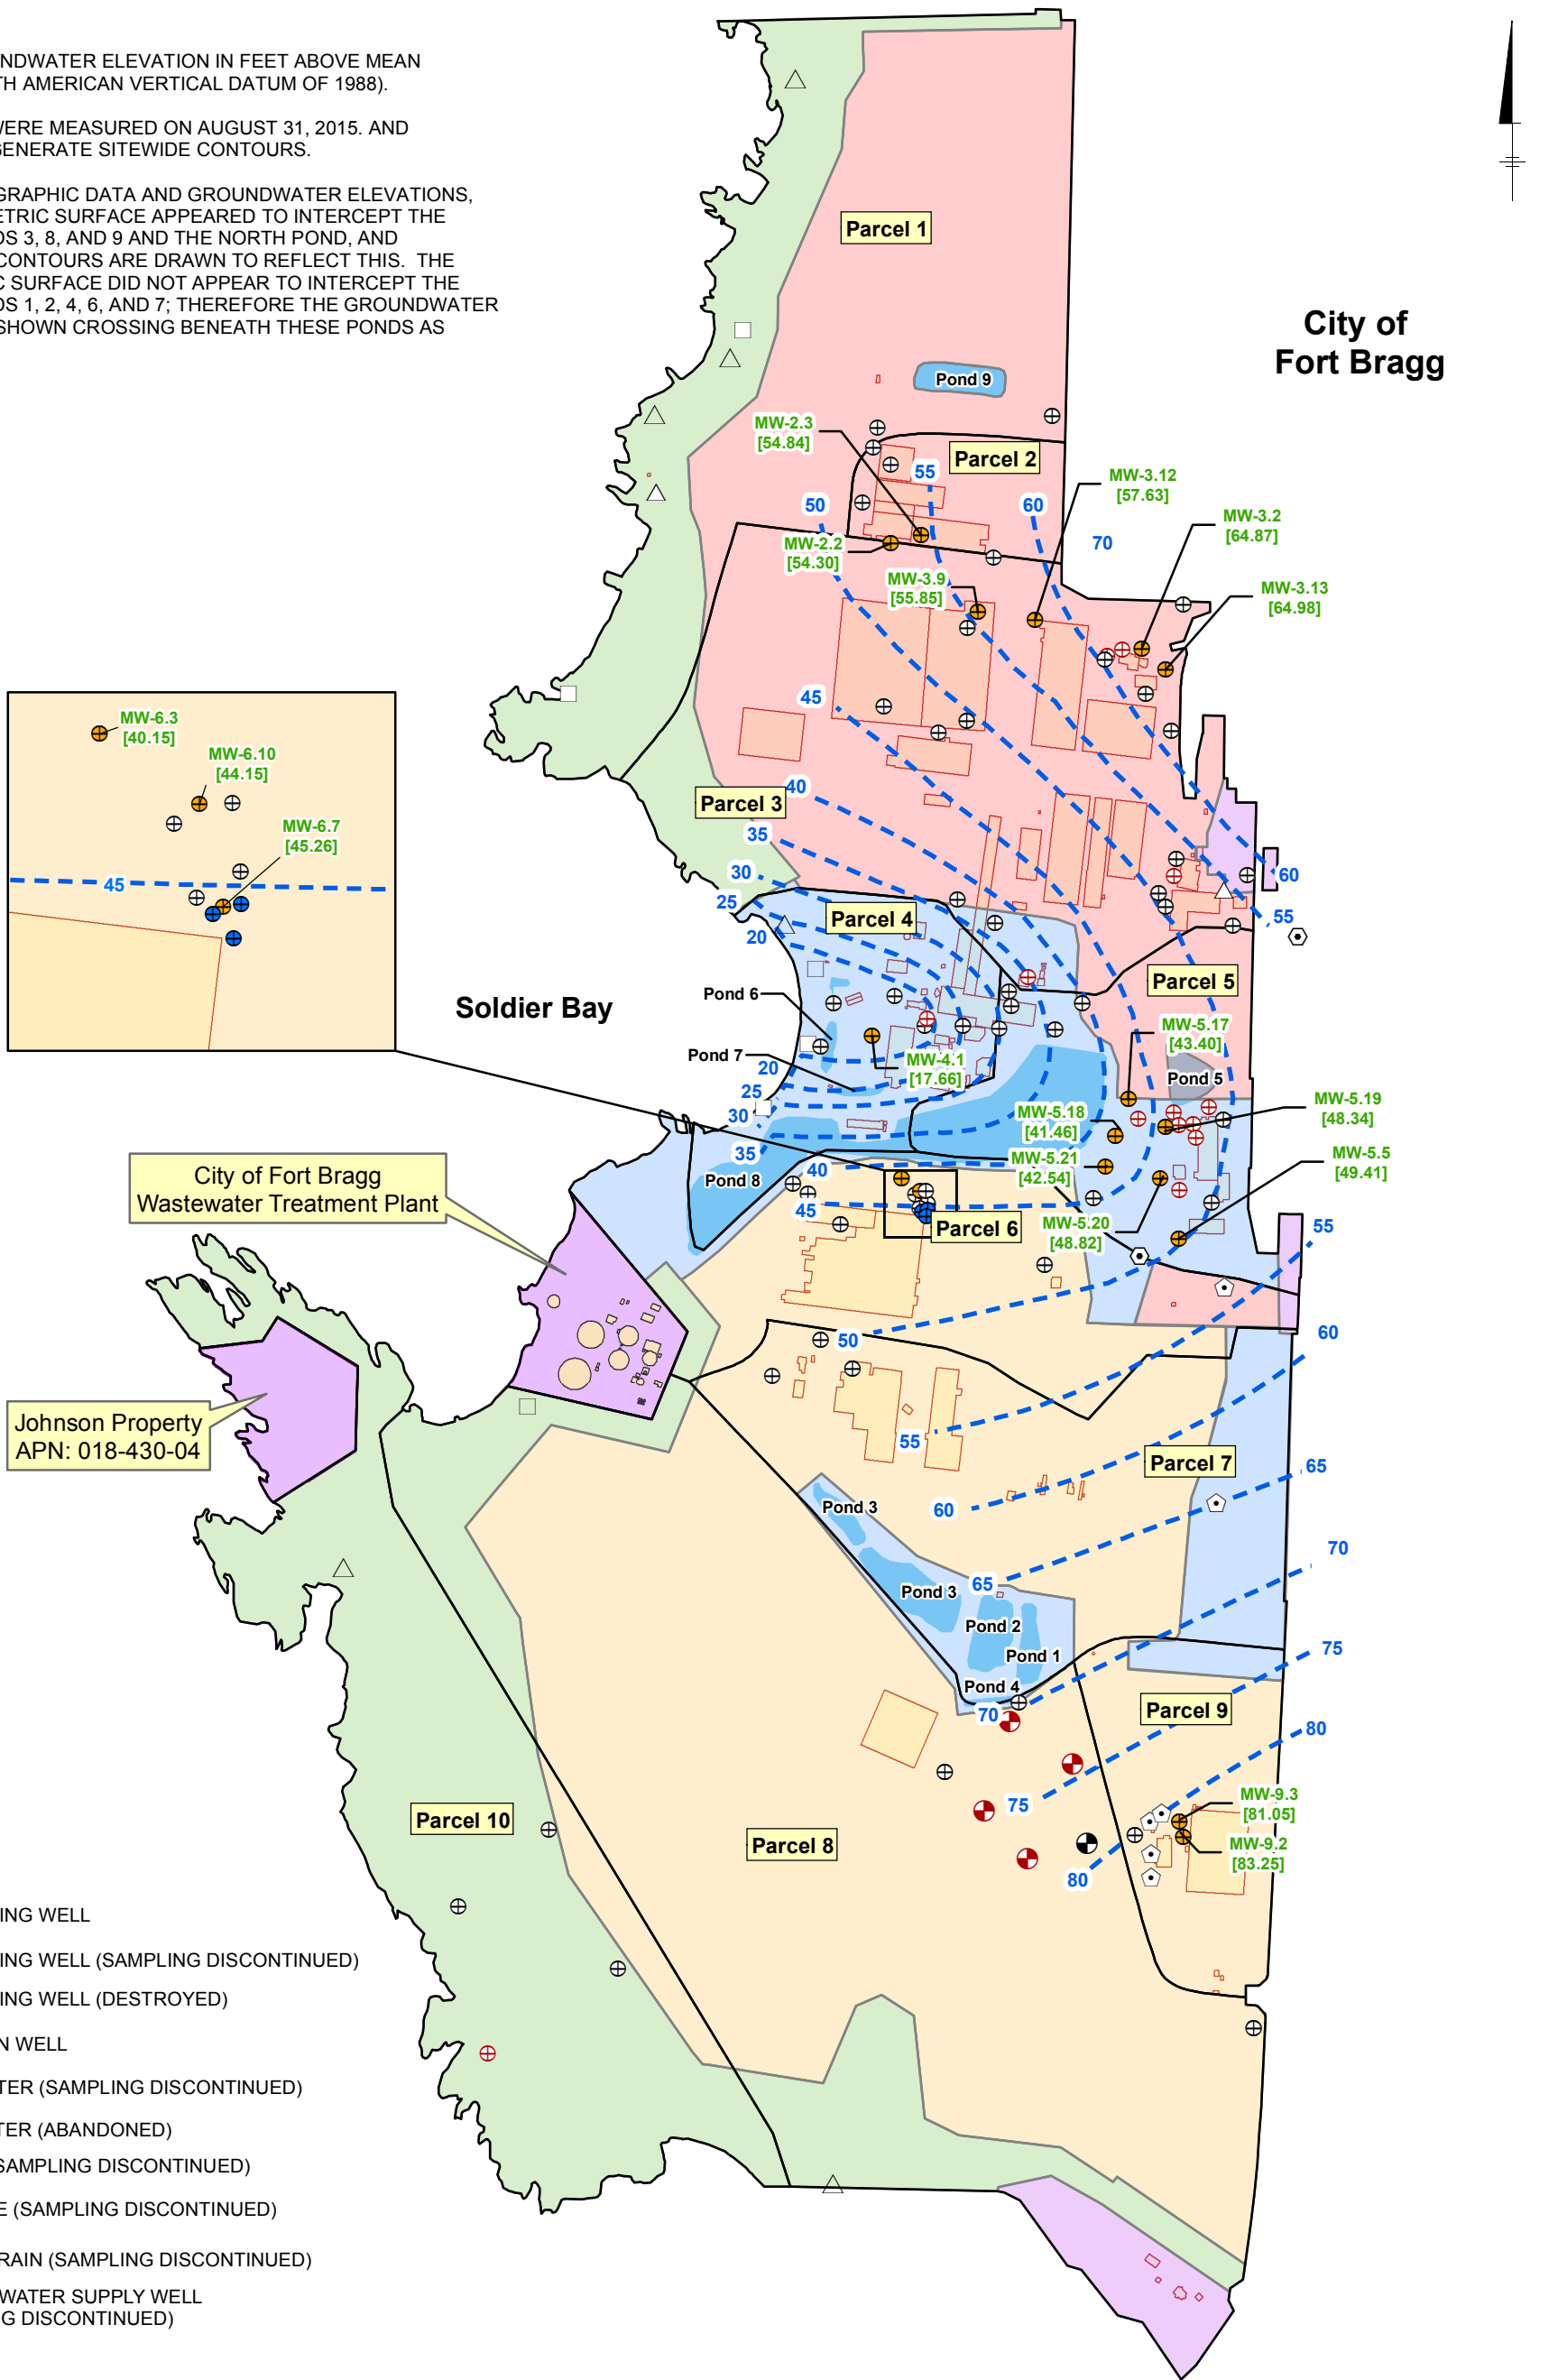 NDWATER ELEVATION IN FEET ABOVE MEAN
TH AMERICAN VERTICAL DATUM OF 1988).
WERE MEASURED ON AUGUST 31, 2015. AND
GENERATE SITEWIDE CONTOURS.
GRAPHIC DATA AND GROUNDWATER ELEVATIONS,
ETRIC SURFACE APPEARED TO INTERCEPT THE
DS 3, 8, AND 9 AND THE NORTH POND, AND
CONTOURS ARE DRAWN TO REFLECT THIS. THE
C SURFACE DID NOT APPEAR TO INTERCEPT THE
DS 1, 2, 4, 6, AND 7; THEREFORE THE GROUNDWATER
SHOWN CROSSING BENEATH THESE PONDS AS
Parcel 1
City of
Fort Bragg
Pond 9
MW-2.3
[54.84]
Parcel 2
55
MW-3.12
[57.63]
50
60
MW-3.2
[64.87]
70
MW-2.2
[54.30]
MW-3.9
[55.85]
MW-3.13
[64.98]
45
MW-6.3
[40.15]
MW-6.10
[44.15]
MW-6.7
[45.26]
45
40
Parcel 3
35
30
60
25
55
Parcel 4
20
Parcel 5
Pond 6
Soldier Bay
MW-5.17
[43.40]
Pond 7
MW-4.1
[17.66]
20
Pond 5
25
MW-5.19
[48.34]
30
MW-5.18
[41.46]
35
MW-5.21
[42.54]
MW-5.5
[49.41]
City of Fort Bragg
Wastewater Treatment Plant
Pond 8
40
45
Parcel 6
MW-5.20
[48.82]
55
50
60
Johnson Property
APN: 018-430-04
55
Parcel 7
65
Pond 3
60
70
65
Pond 3
Pond 2
75
Pond 1
Pond 4
70
Parcel 9
80
75
MW-9.3
[81.05]
Parcel 10
Parcel 8
MW-9.2
[83.25]
80
ING WELL
ING WELL (SAMPLING DISCONTINUED)
ING WELL (DESTROYED)
N WELL
TER (SAMPLING DISCONTINUED)
TER (ABANDONED)
SAMPLING DISCONTINUED)
E (SAMPLING DISCONTINUED)
RAIN (SAMPLING DISCONTINUED)
WATER SUPPLY WELL
G DISCONTINUED)